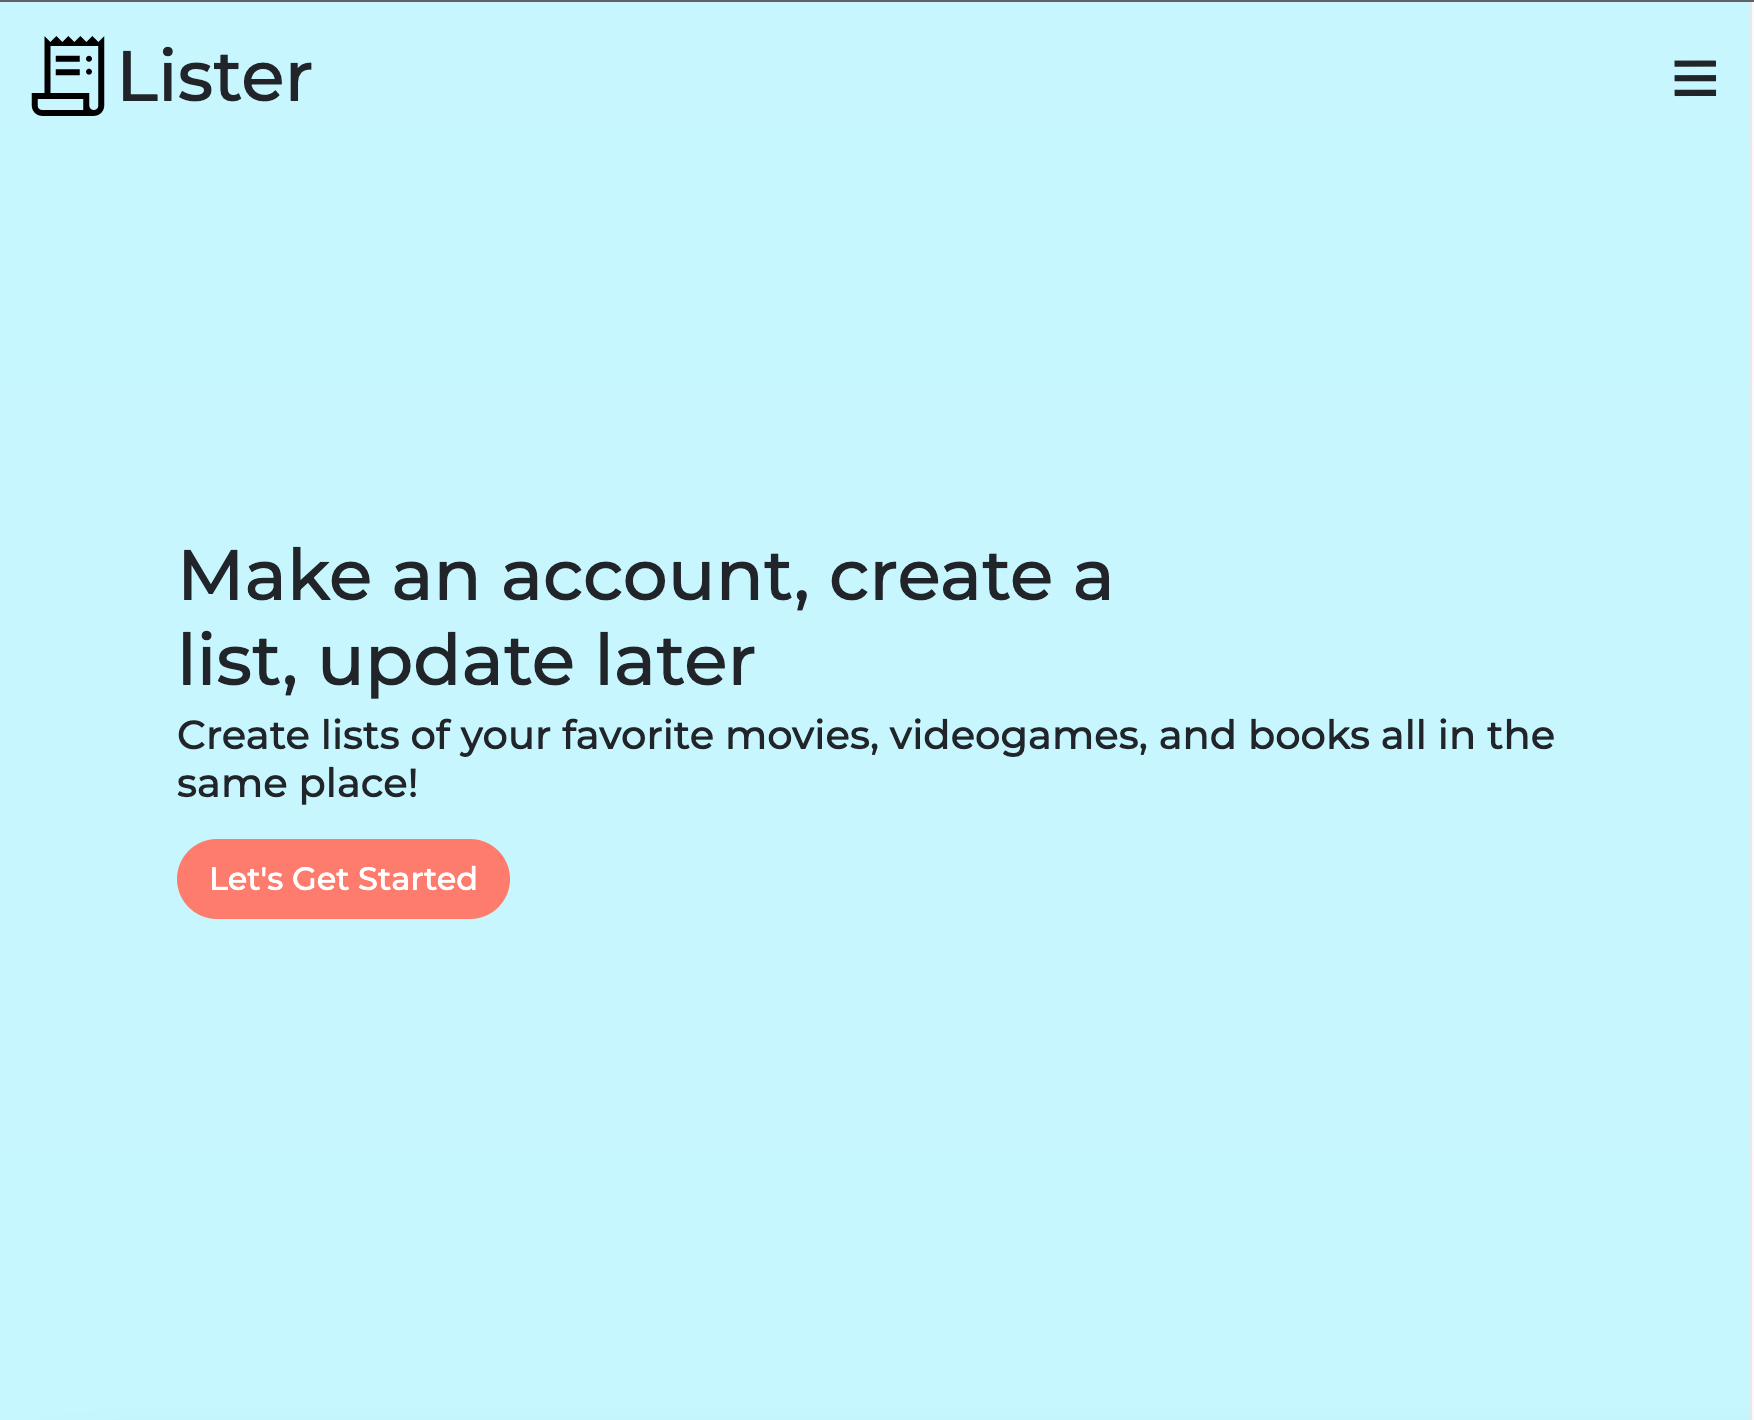 Lister
Make an account, create a
list, update later
Create lists of your favorite movies, videogames, and books all in the
same place!
Let's Get Started